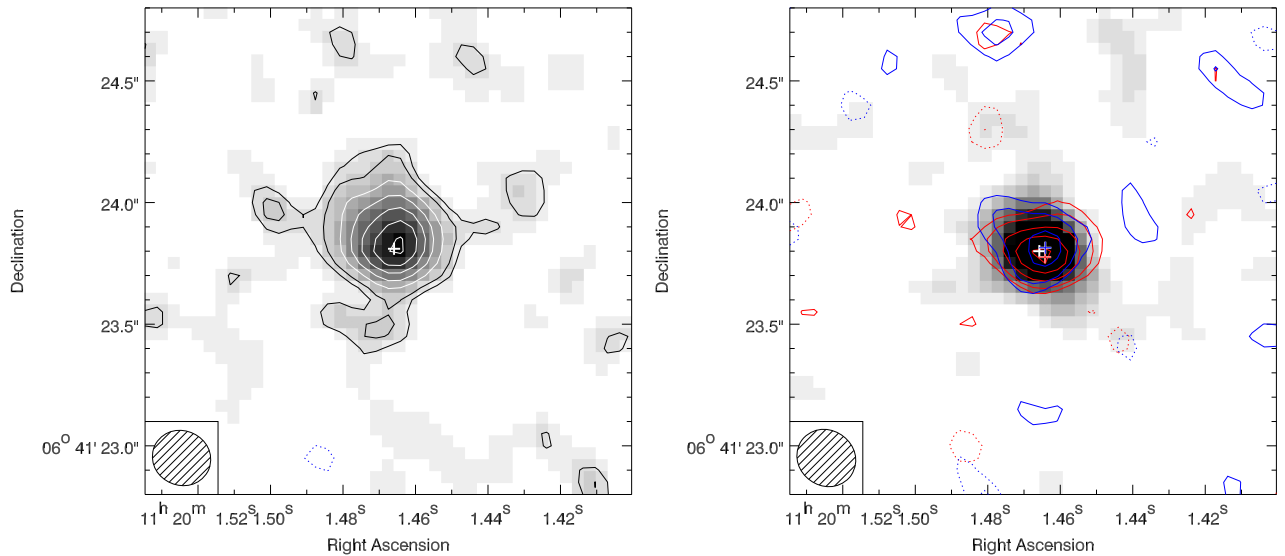 24.5"
24.0"
23.5"
06° 41' 23.0"
Declination
11ʰ 20ᵐ 1.52ˢ 1.50ˢ 1.48ˢ 1.46ˢ 1.44ˢ 1.42ˢ
Right Ascension
24.5"
24.0"
23.5"
06° 41' 23.0"
Declination
11ʰ 20ᵐ 1.52ˢ 1.50ˢ 1.48ˢ 1.46ˢ 1.44ˢ 1.42ˢ
Right Ascension